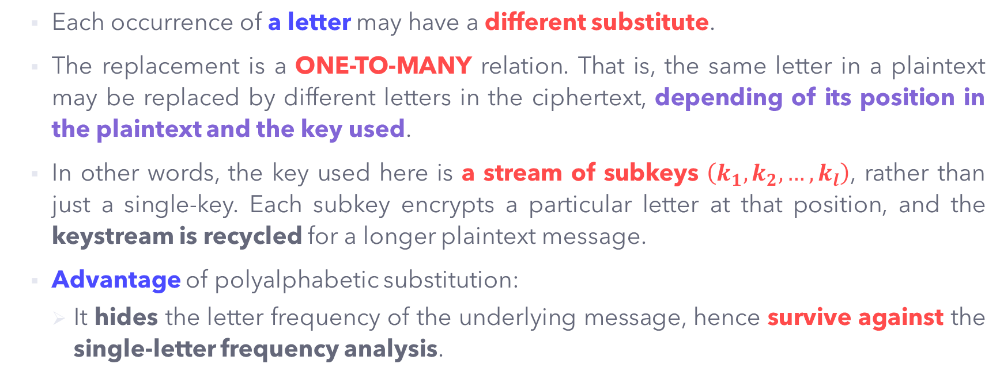 ▪ Each occurrence of a letter may have a different substitute.
▪ The replacement is a ONE-TO-MANY relation. That is, the same letter in a plaintext
may be replaced by different letters in the ciphertext, depending of its position in
the plaintext and the key used.
▪ In other words, the key used here is a stream of subkeys (k₁, k₂, … , kₗ), rather than
just a single-key. Each subkey encrypts a particular letter at that position, and the
keystream is recycled for a longer plaintext message.
▪ Advantage of polyalphabetic substitution:
➢ It hides the letter frequency of the underlying message, hence survive against the
single-letter frequency analysis.